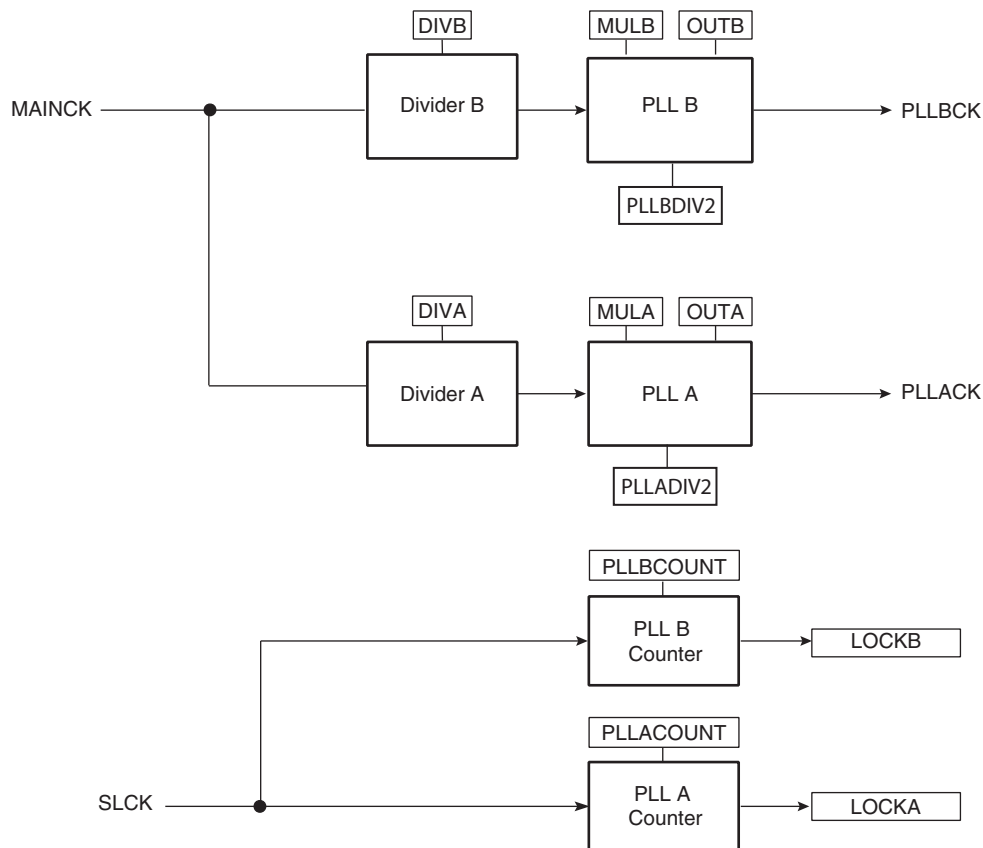 DIVB
MULB
OUTB
MAINCK
Divider B
PLL B
PLLBCK
PLLBDIV2
DIVA
MULA
OUTA
Divider A
PLL A
PLLACK
PLLADIV2
PLLBCOUNT
PLL B
Counter
LOCKB
PLLACOUNT
SLCK
PLL A
Counter
LOCKA